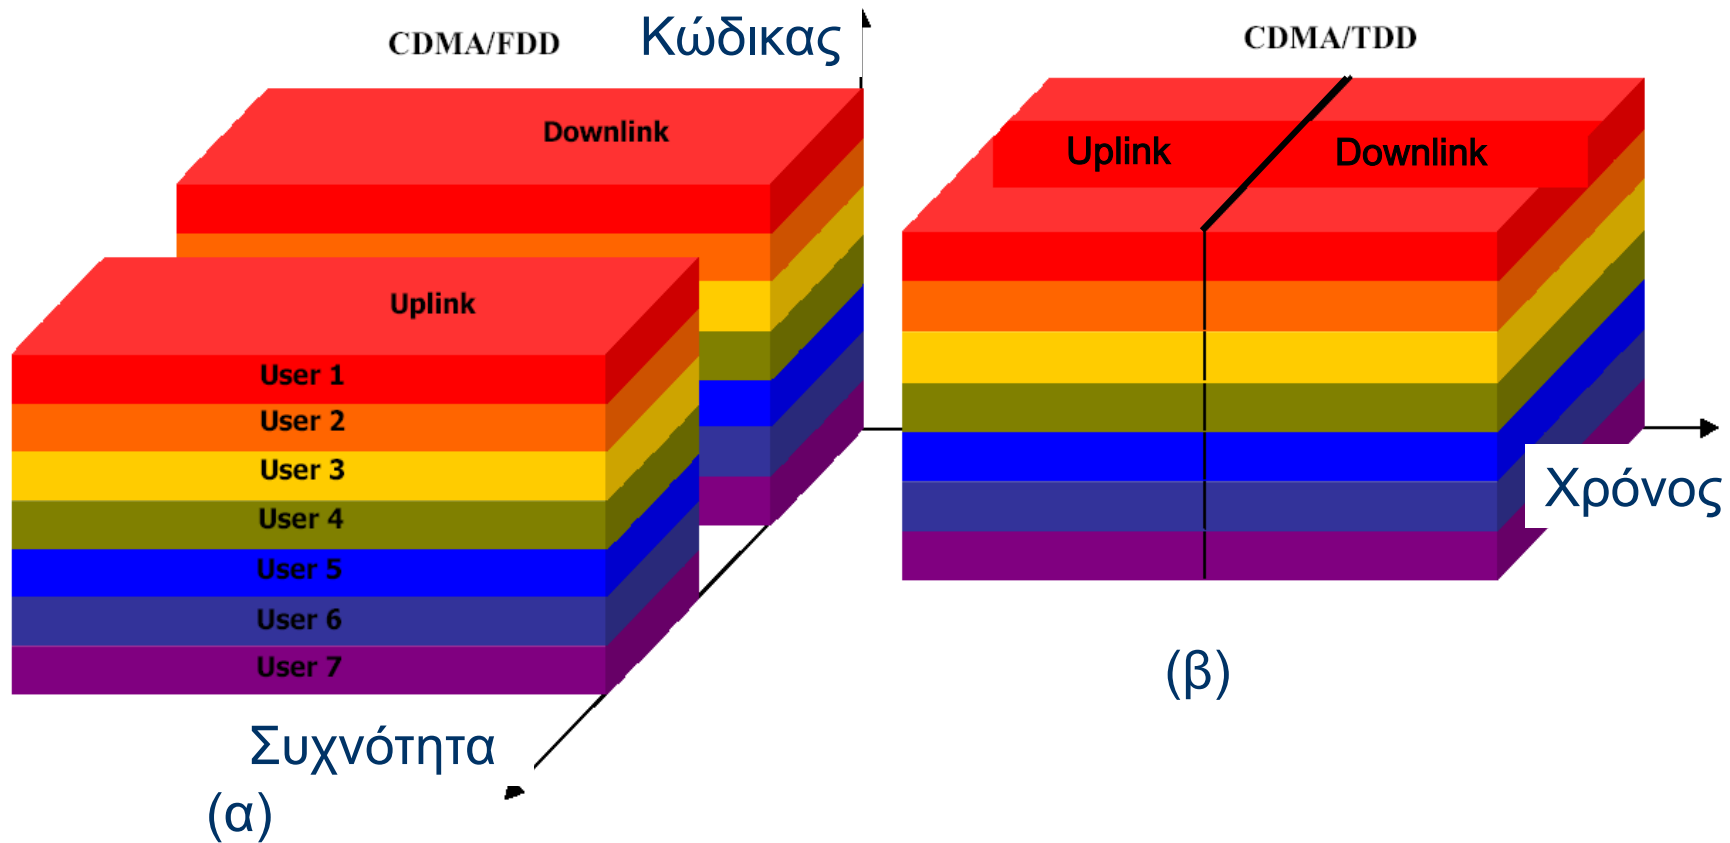 CDMA/FDD
Κώδικας
Downlink
Uplink
User 1
User 2
User 3
User 4
User 5
User 6
User 7
Συχνότητα
(α)
CDMA/TDD
Uplink
Downlink
Χρόνος
(β)